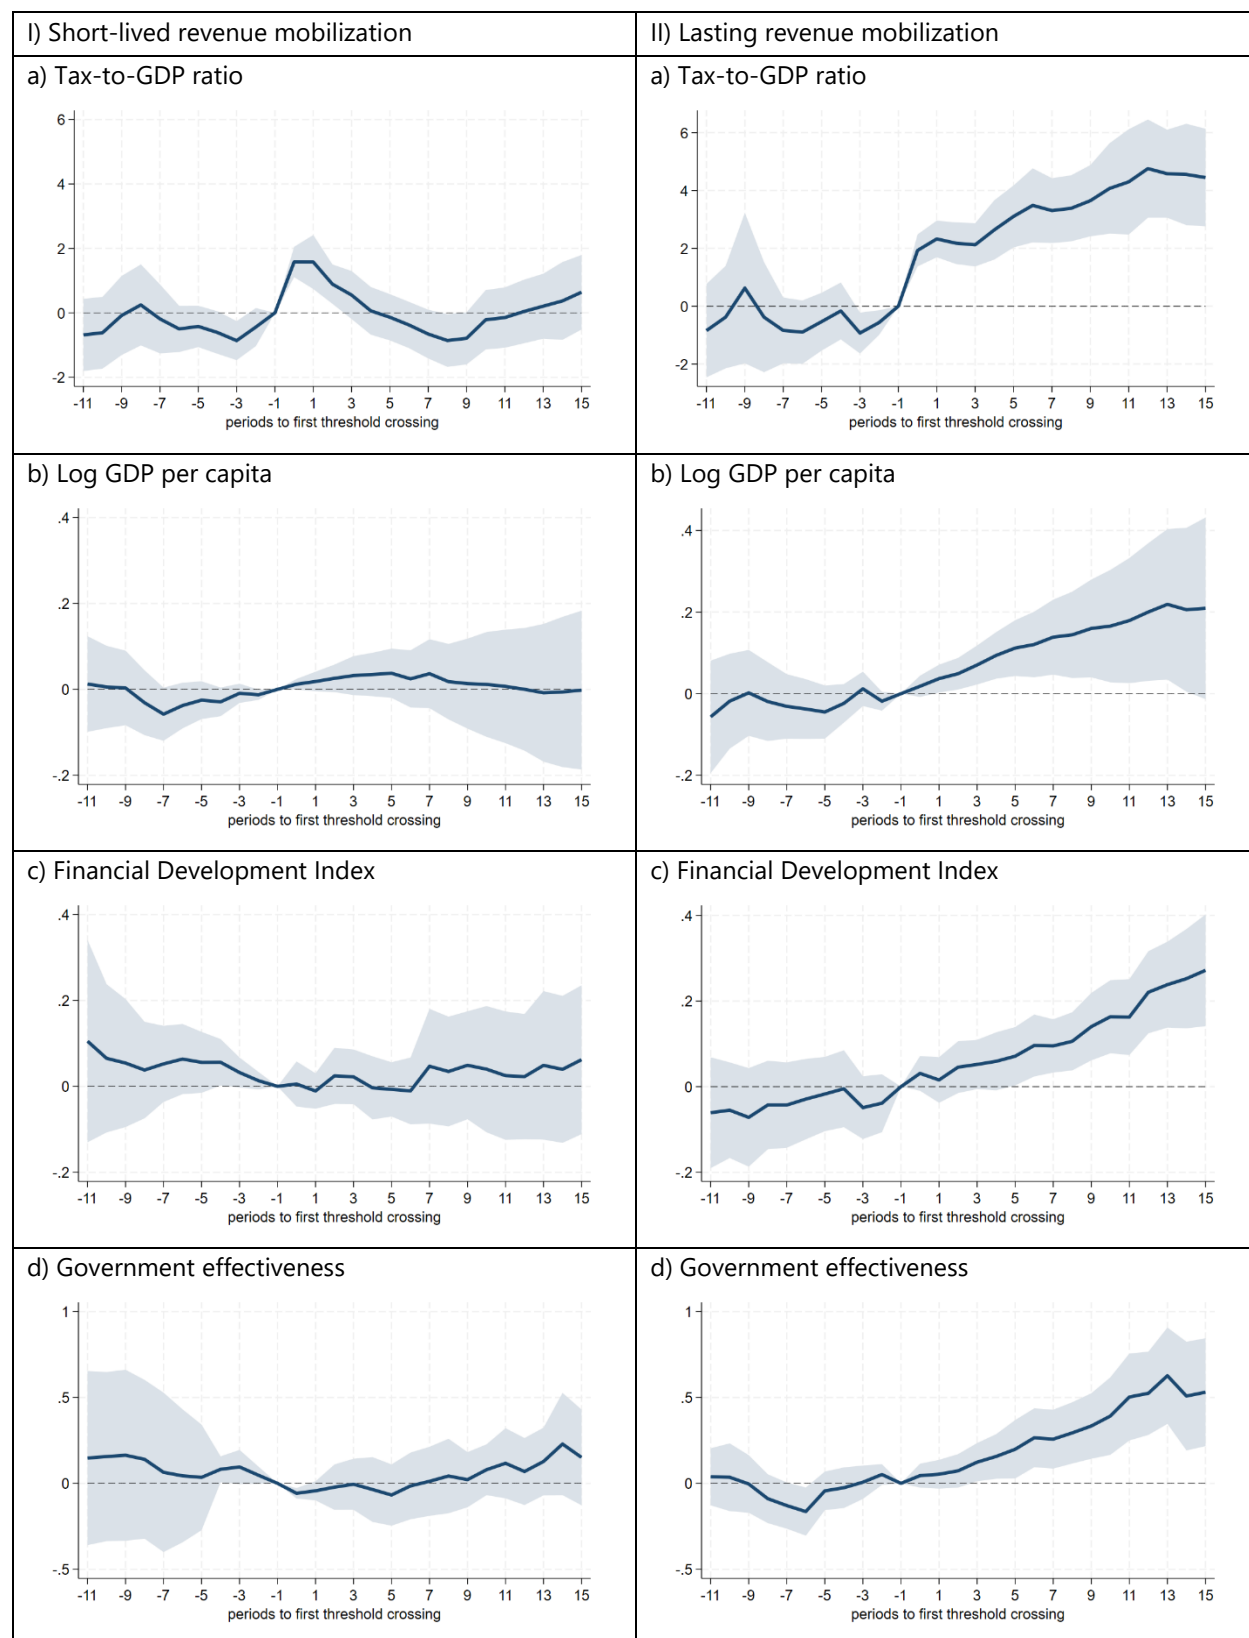 I) Short-lived revenue mobilization
II) Lasting revenue mobilization
a) Tax-to-GDP ratio
6
4
2
0
-2
-11 -9 -7 -5 -3 -1 1 3 5 7 9 11 13 15
periods to first threshold crossing
a) Tax-to-GDP ratio
6
4
2
0
-2
-11 -9 -7 -5 -3 -1 1 3 5 7 9 11 13 15
periods to first threshold crossing
b) Log GDP per capita
.4
.2
0
-.2
-11 -9 -7 -5 -3 -1 1 3 5 7 9 11 13 15
periods to first threshold crossing
b) Log GDP per capita
.4
.2
0
-.2
-11 -9 -7 -5 -3 -1 1 3 5 7 9 11 13 15
periods to first threshold crossing
c) Financial Development Index
.4
.2
0
-.2
-11 -9 -7 -5 -3 -1 1 3 5 7 9 11 13 15
periods to first threshold crossing
c) Financial Development Index
.4
.2
0
-.2
-11 -9 -7 -5 -3 -1 1 3 5 7 9 11 13 15
periods to first threshold crossing
d) Government effectiveness
1
.5
0
-.5
-11 -9 -7 -5 -3 -1 1 3 5 7 9 11 13 15
periods to first threshold crossing
d) Government effectiveness
1
.5
0
-.5
-11 -9 -7 -5 -3 -1 1 3 5 7 9 11 13 15
periods to first threshold crossing